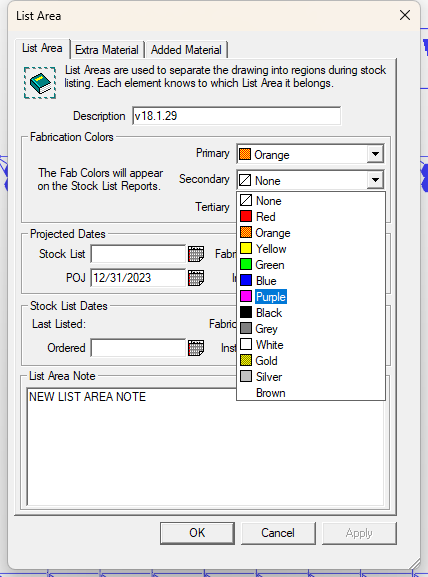 List Area
List Area
Extra Material
Added Material
List Areas are used to separate the drawing into regions during stock
listing. Each element knows to which List Area it belongs.
Description
v18.1.29
Fabrication Colors
Primary
Orange
The Fab Colors will appear
on the Stock List Reports.
Secondary
None
Tertiary
None
Red
Orange
Yellow
Green
Blue
Purple
Black
Grey
White
Gold
Silver
Brown
Projected Dates
Stock List
Fabr
POJ
12/31/2023
In
Stock List Dates
Last Listed:
Fabric
Ordered
Inst
List Area Note
NEW LIST AREA NOTE
OK
Cancel
Apply